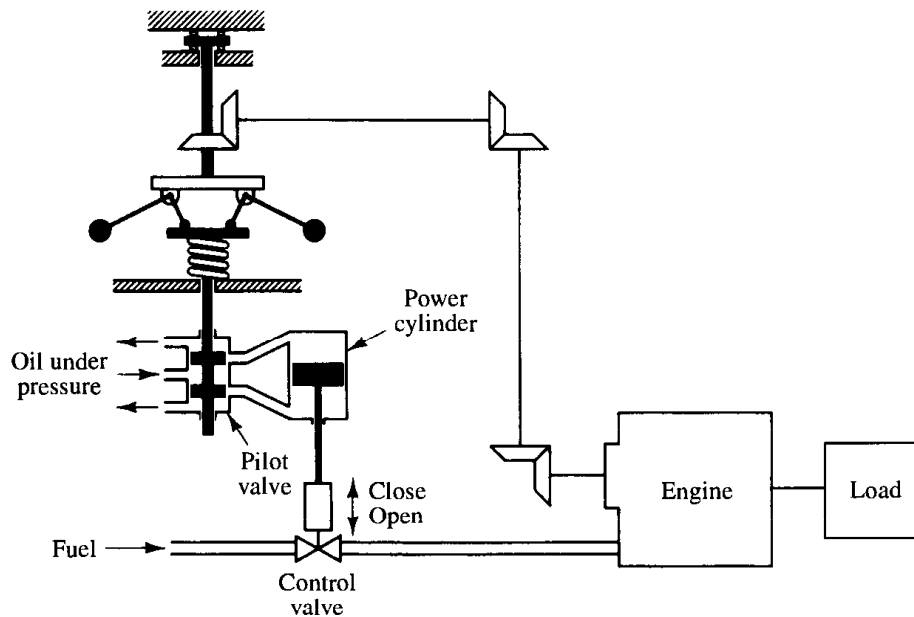 Power
cylinder
Oil under
pressure
Pilot
valve
Close
Open
Engine
Load
Fuel
Control
valve